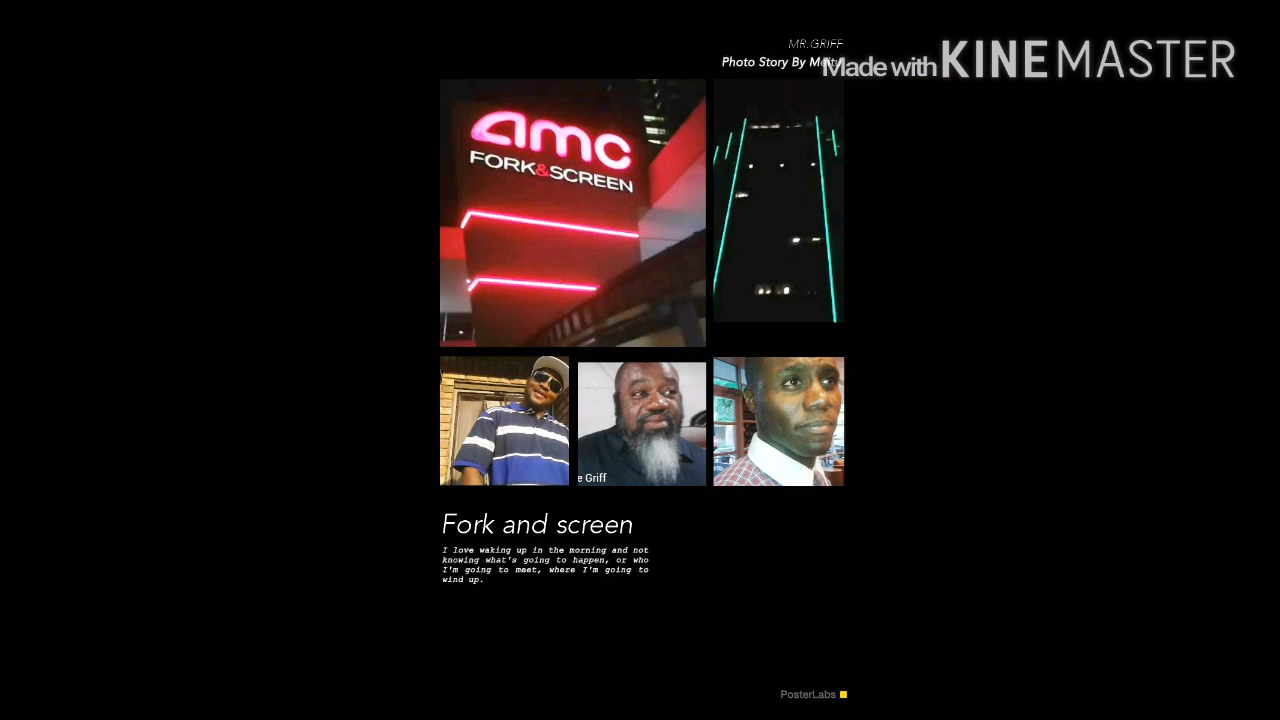 MR.GRIFF
Photo Story By
Made with KINEMASTER
amc
FORK&SCREEN
e Griff
Fork and screen
I love waking up in the morning and not
knowing what's going to happen, or who
I'm going to meet, where I'm going to
wind up.
PosterLabs